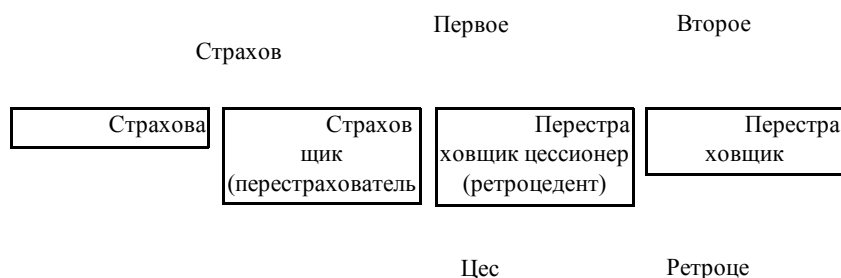 Первое
Второе
Страхов
Страхова
Страхов
щик
(перестрахователь
Перестра
ховщик цессионер
(ретроцедент)
Перестра
ховщик
Цес
Ретроце